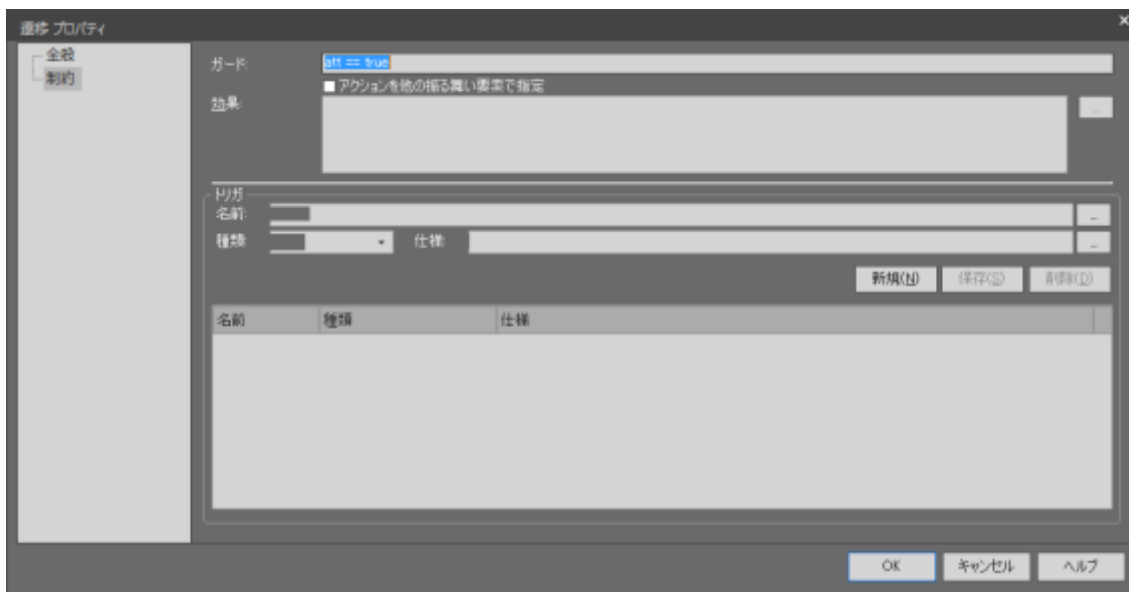 遷移 プロパティ
全般
制約
ガード:
att == true
アクションを他の振る舞い要素で指定
効果:
...
トリガ
名前:
...
種類:
仕様:
...
新規(N)
保存(S)
削除(D)
名前 種類 仕様
OK キャンセル ヘルプ